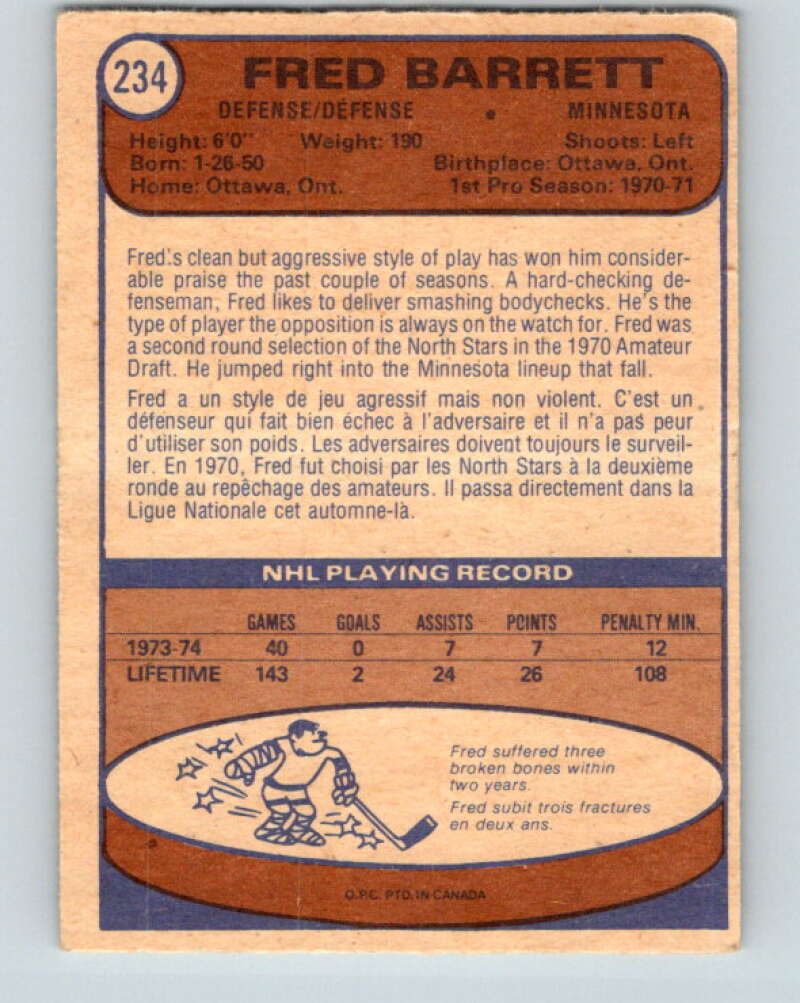 234
FRED BARRETT
DEFENSE/DÉFENSE • MINNESOTA
Height: 6'0" Weight: 190 Shoots: Left
Born: 1-26-50 Birthplace: Ottawa, Ont.
Home: Ottawa, Ont. 1st Pro Season: 1970-71
Fred's clean but aggressive style of play has won him consider-
able praise the past couple of seasons. A hard-checking de-
fenseman, Fred likes to deliver smashing bodychecks. He's the
type of player the opposition is always on the watch for. Fred was
a second round selection of the North Stars in the 1970 Amateur
Draft. He jumped right into the Minnesota lineup that fall.
Fred a un style de jeu agressif mais non violent. C'est un
défenseur qui fait bien échec à l'adversaire et il n'a pas peur
d'utiliser son poids. Les adversaires doivent toujours le surveil-
ler. En 1970, Fred fut choisi par les North Stars à la deuxième
ronde au repêchage des amateurs. Il passa directement dans la
Ligue Nationale cet automne-là.
NHL PLAYING RECORD
GAMES GOALS ASSISTS POINTS PENALTY MIN.
1973-74 40 0 7 7 12
LIFETIME 143 2 24 26 108
Fred suffered three
broken bones within
two years.
Fred subit trois fractures
en deux ans.
O.P.C. PTD. IN CANADA